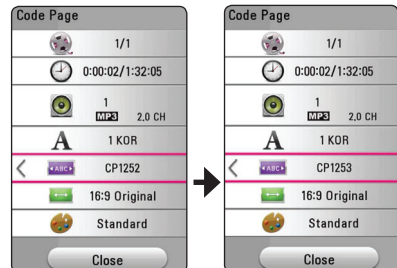 Code Page
1/1
0:00:02/1:32:05
1
MP3 2.0 CH
A 1 KOR
ABC CP1252
16:9 Original
Standard
Close
Code Page
1/1
0:00:02/1:32:05
1
MP3 2.0 CH
A 1 KOR
ABC CP1253
16:9 Original
Standard
Close